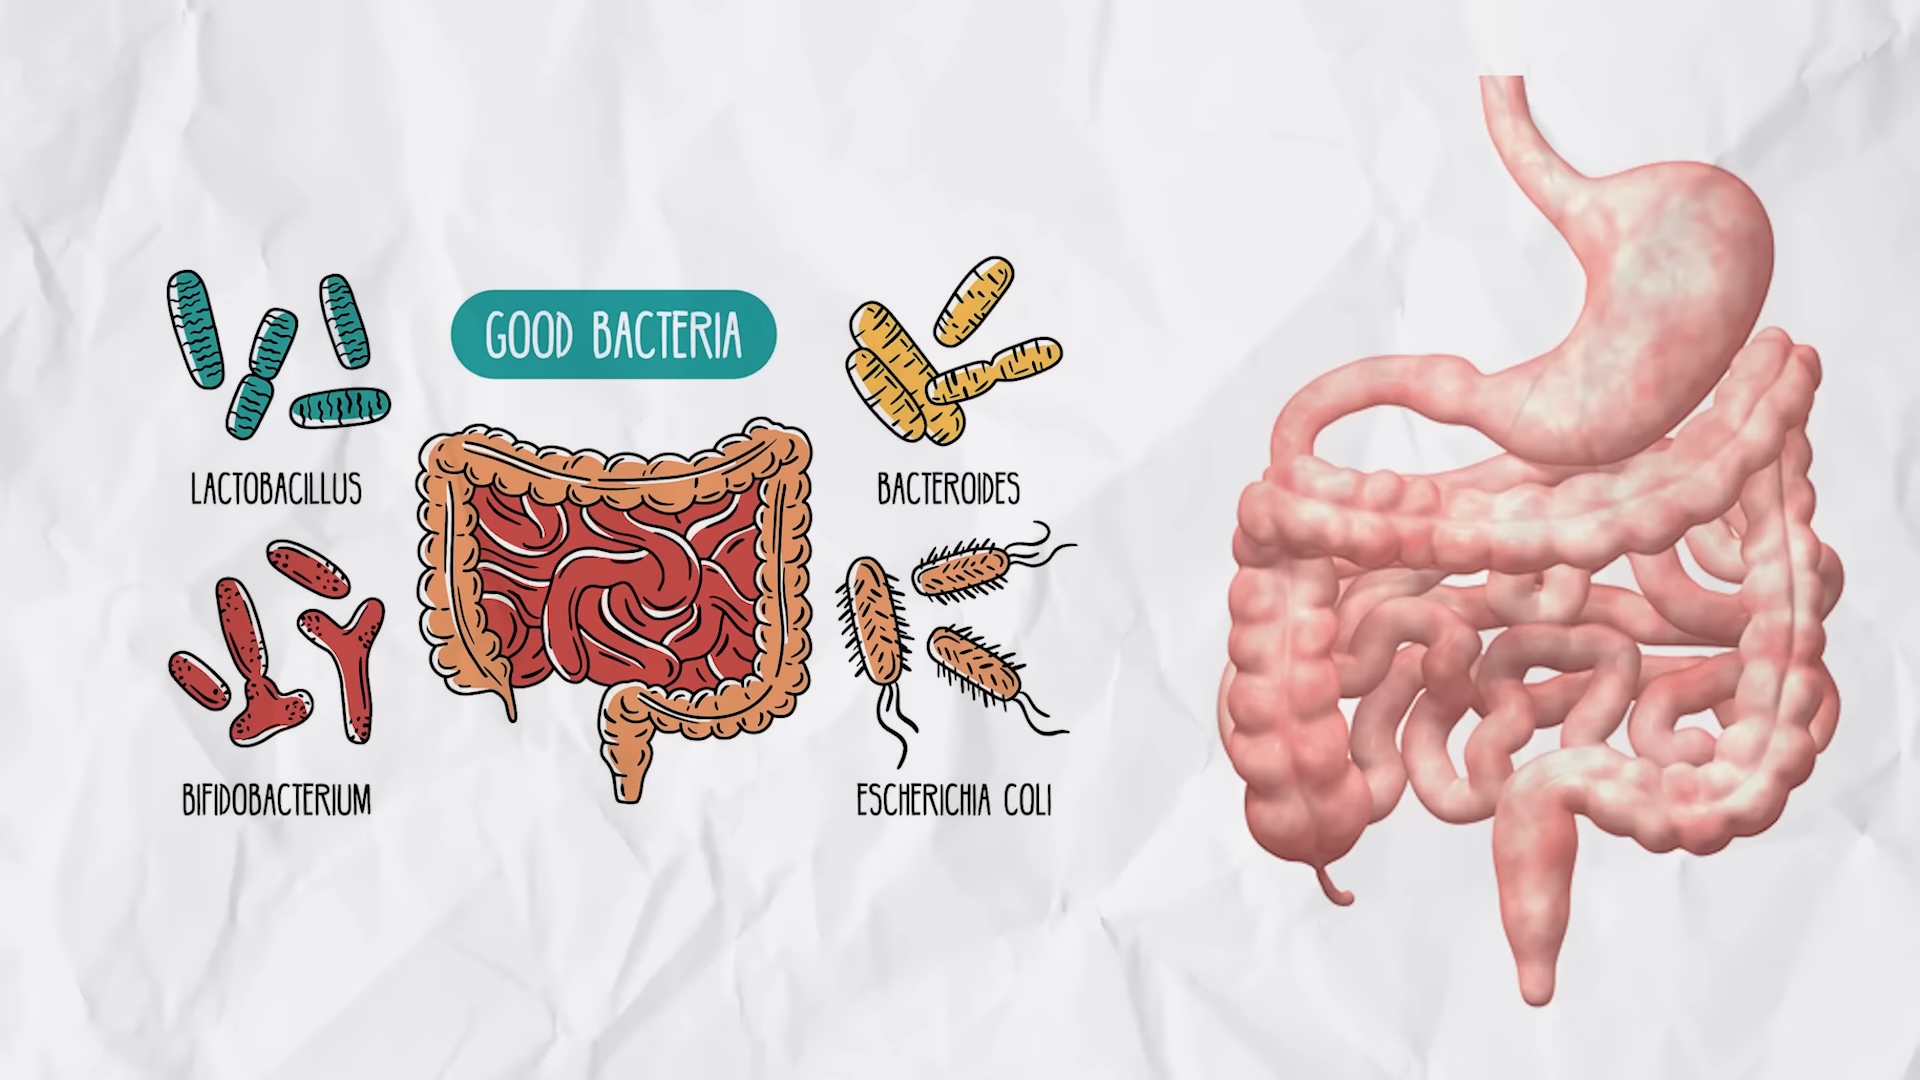 GOOD BACTERIA
LACTOBACILLUS
BACTEROIDES
BIFIDOBACTERIUM
ESCHERICHIA COLI